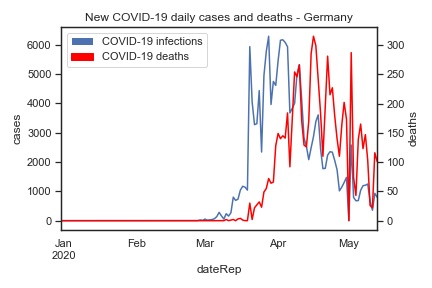 New COVID-19 daily cases and deaths - Germany
COVID-19 infections
COVID-19 deaths
cases
6000
5000
4000
3000
2000
1000
0
deaths
300
250
200
150
100
50
0
Jan
2020
Feb
Mar
Apr
May
dateRep